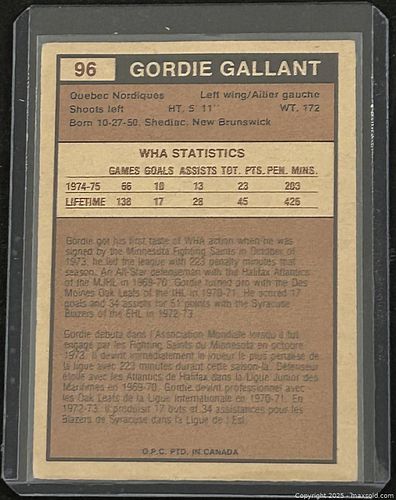 96 GORDIE GALLANT
Quebec Nordiques Left wing/Ailier gauche
Shoots left HT. 5' 11" WT. 172
Born 10-27-50, Shediac, New Brunswick
WHA STATISTICS
GAMES GOALS ASSISTS TOT. PTS. PEN. MINS.
1974-75 66 10 13 23 203
LIFETIME 138 17 28 45 426
Gordie got his first taste of WHA action when he was
signed by the Minnesota Fighting Saints in October of
1973. he led the league with 223 penalty minutes that
season. An All-Star defenseman with the Halifax Atlantics
of the MJHL in 1969-70. Gordie turned pro with the Des
Moines Oak Leafs of the IHL in 1970-71. He scored 17
goals and 34 assists for 51 points with the Syracuse
Blazers of the EHL in 1972-73.
Gordie débuta dans l'Association Mondiale lorsqu'il fut
engagé par les Fighting Saints du Minnesota en octobre
1973. Il devint immédiatement le joueur le plus pénalisé de
la ligue avec 223 minutes durant cette saison-là. Défenseur
étoile avec les Atlantics de Halifax dans la Ligue Junior des
Maritimes en 1969-70. Gordie devint professionnel avec
les Oak Leafs de la Ligue Internationale en 1970-71. En
1972-73, il produisit 17 buts et 34 assistances pour les
Blazers de Syracuse dans la Ligue de l'Est.
O.P.C. PTD. IN CANADA
Copyright 2025 - maxsold.com